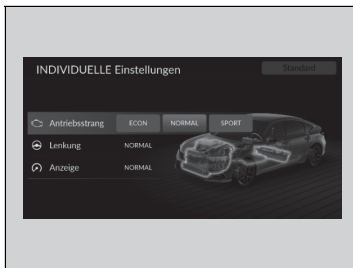 INDIVIDUELLE Einstellungen Standard
Antriebsstrang ECON NORMAL SPORT
Lenkung NORMAL
Anzeige NORMAL